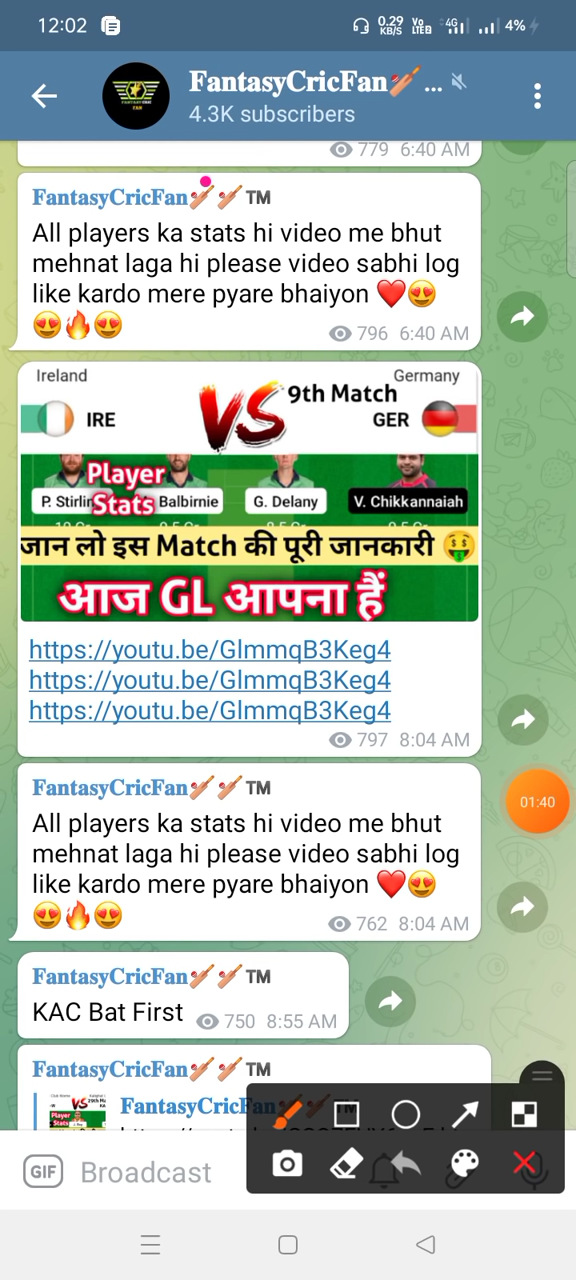 12:02
0.29 KB/S
Vo LTE2
4G
4%
FantasyCricFan🏏 ...
4.3K subscribers
779 6:40 AM
FantasyCricFan🏏🏏™
All players ka stats hi video me bhut
mehnat laga hi please video sabhi log
like kardo mere pyare bhaiyon ❤️😍
😍🔥😍
796 6:40 AM
Ireland
Germany
VS
9th Match
IRE
GER
Player
Stats
P. Stirlin
Balbirnie
G. Delany
V. Chikkannaiah
जान लो इस Match की पूरी जानकारी 🤑
आज GL आपना हैं
https://youtu.be/GlmmqB3Keg4
https://youtu.be/GlmmqB3Keg4
https://youtu.be/GlmmqB3Keg4
797 8:04 AM
FantasyCricFan🏏🏏™
All players ka stats hi video me bhut
mehnat laga hi please video sabhi log
like kardo mere pyare bhaiyon ❤️😍
😍🔥😍
762 8:04 AM
01:40
FantasyCricFan🏏🏏™
KAC Bat First
750 8:55 AM
FantasyCricFan🏏🏏™
VS
Player
FantasyCricFan
GIF
Broadcast